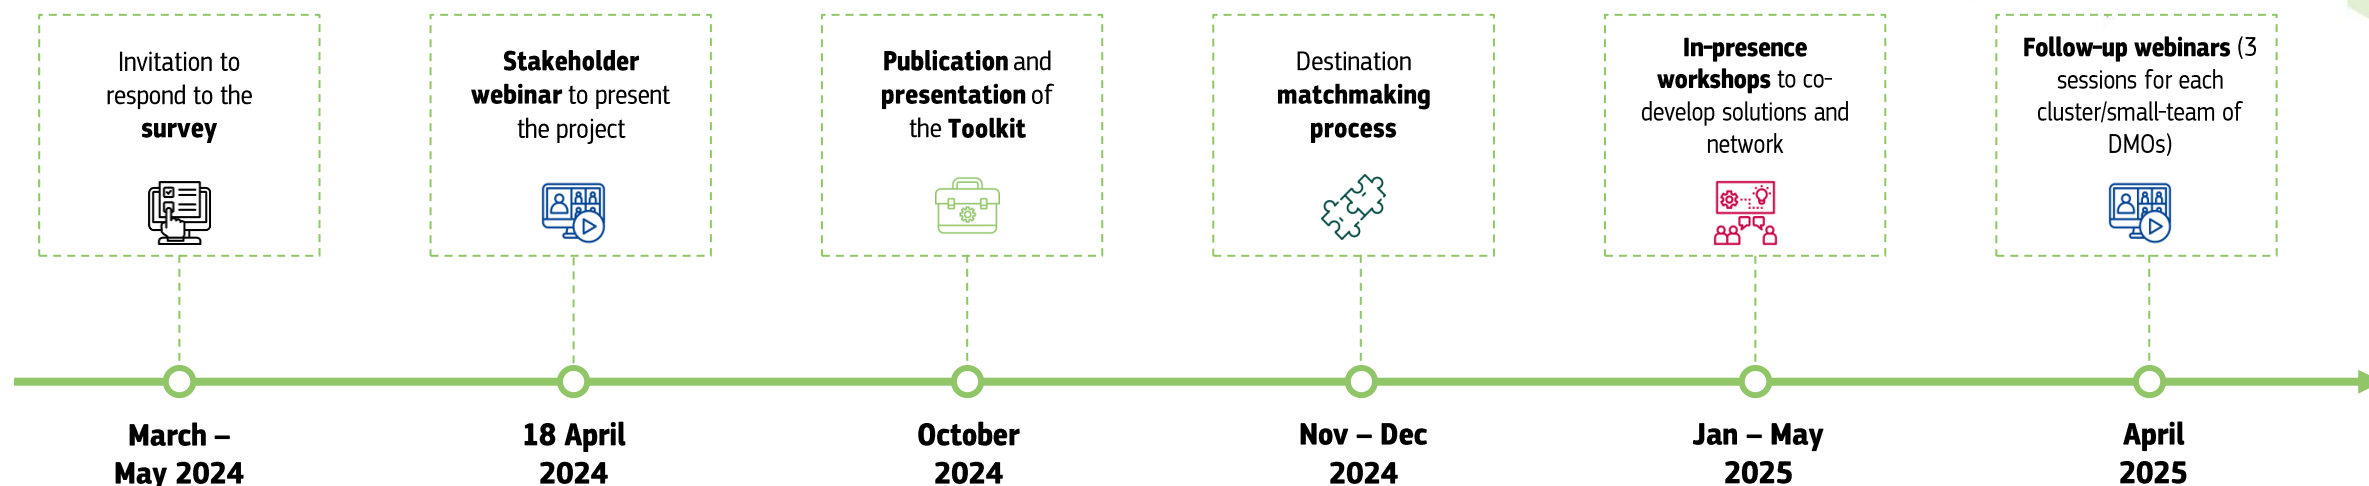 Invitation to
respond to the
survey
Stakeholder
webinar to present
the project
Publication and
presentation of
the Toolkit
Destination
matchmaking
process
In-presence
workshops to co-
develop solutions and
network
Follow-up webinars (3
sessions for each
cluster/small-team of
DMOs)
March –
May 2024
18 April
2024
October
2024
Nov – Dec
2024
Jan – May
2025
April
2025